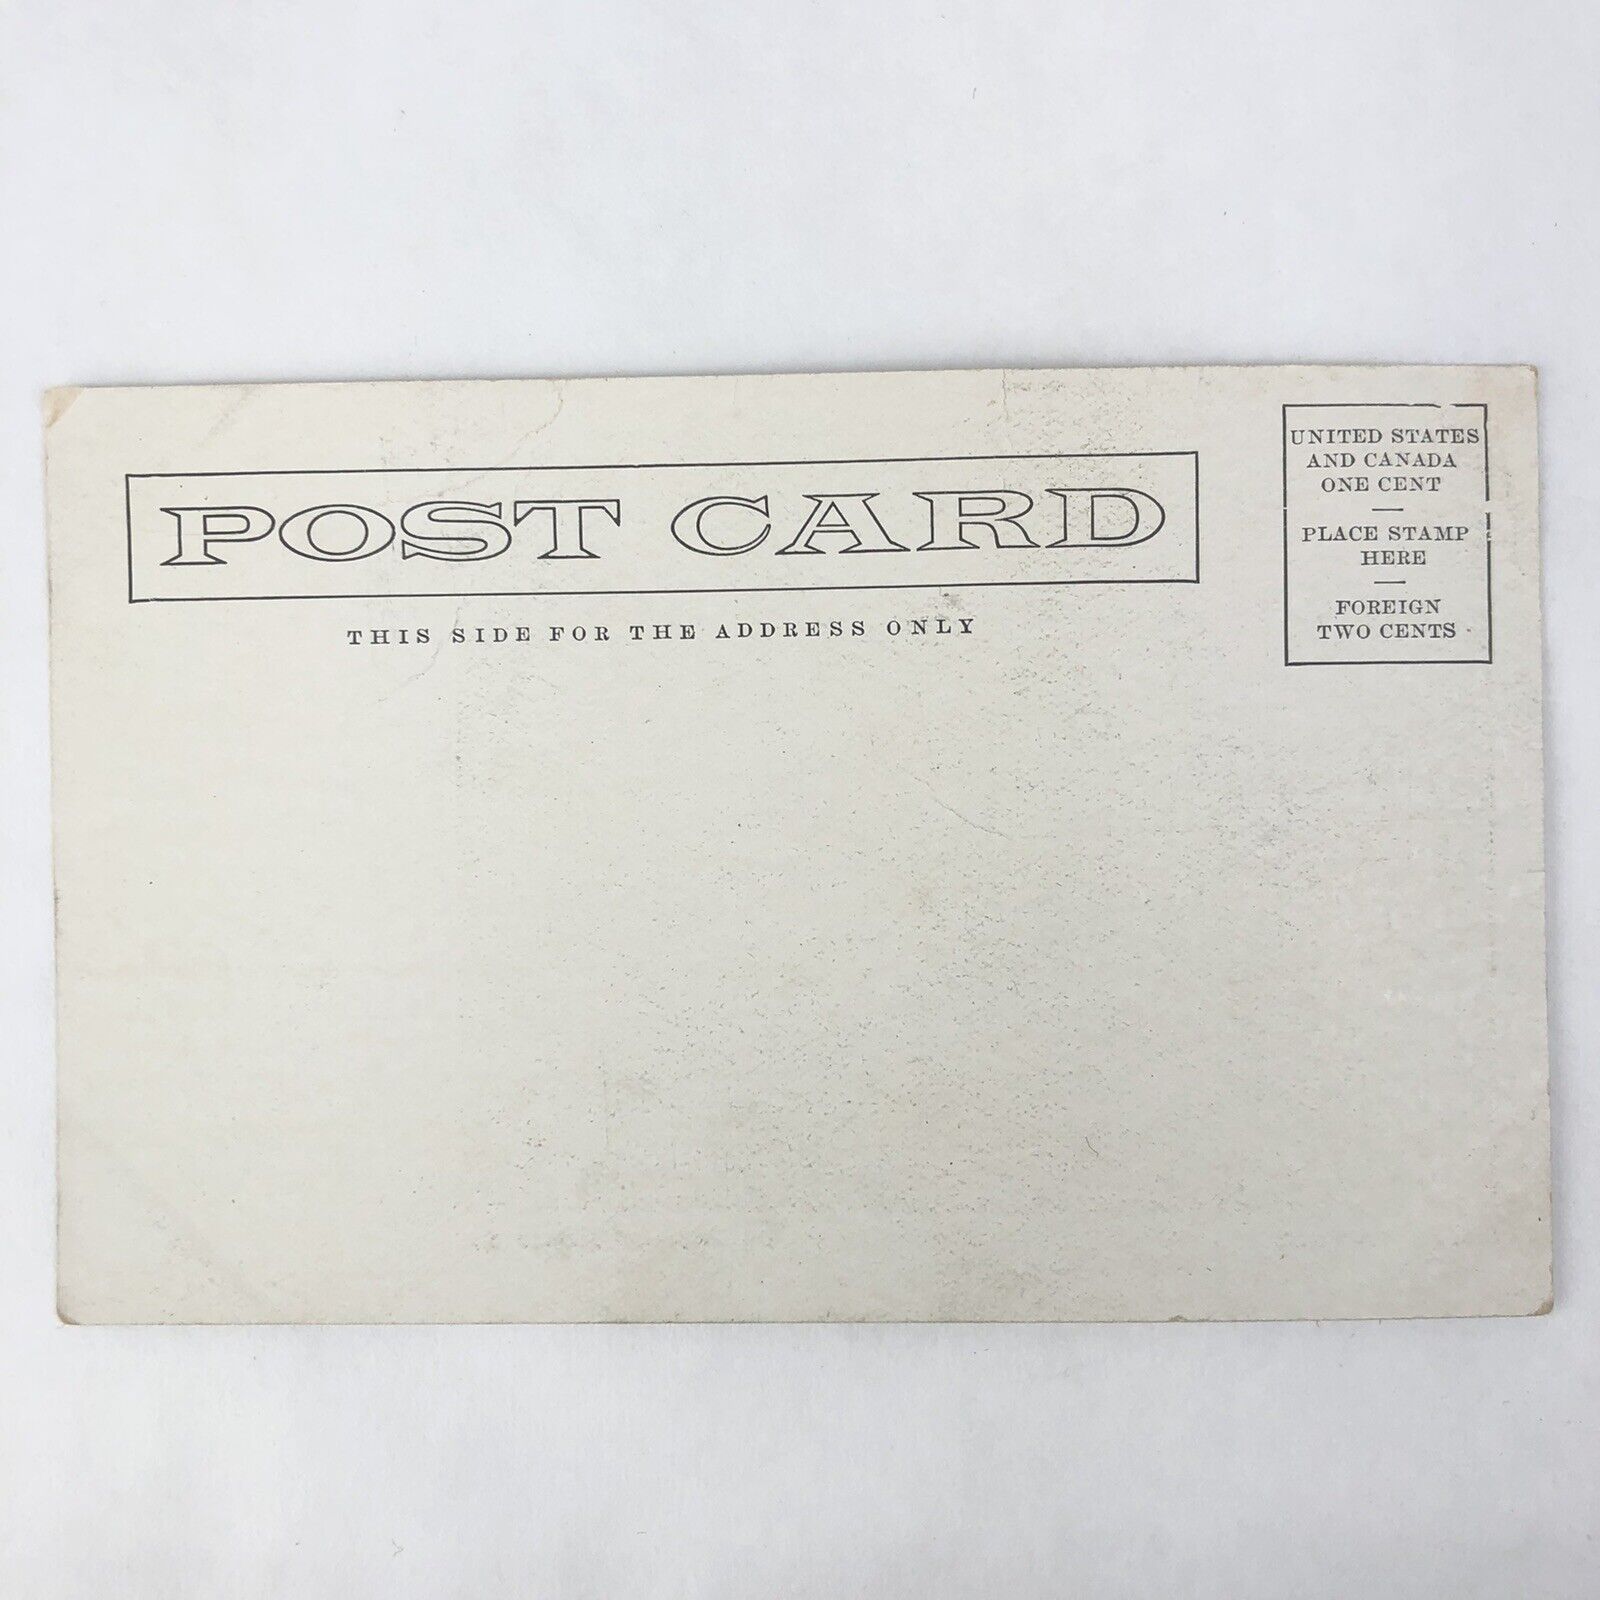 POST CARD
THIS SIDE FOR THE ADDRESS ONLY
UNITED STATES
AND CANADA
ONE CENT
PLACE STAMP
HERE
FOREIGN
TWO CENTS